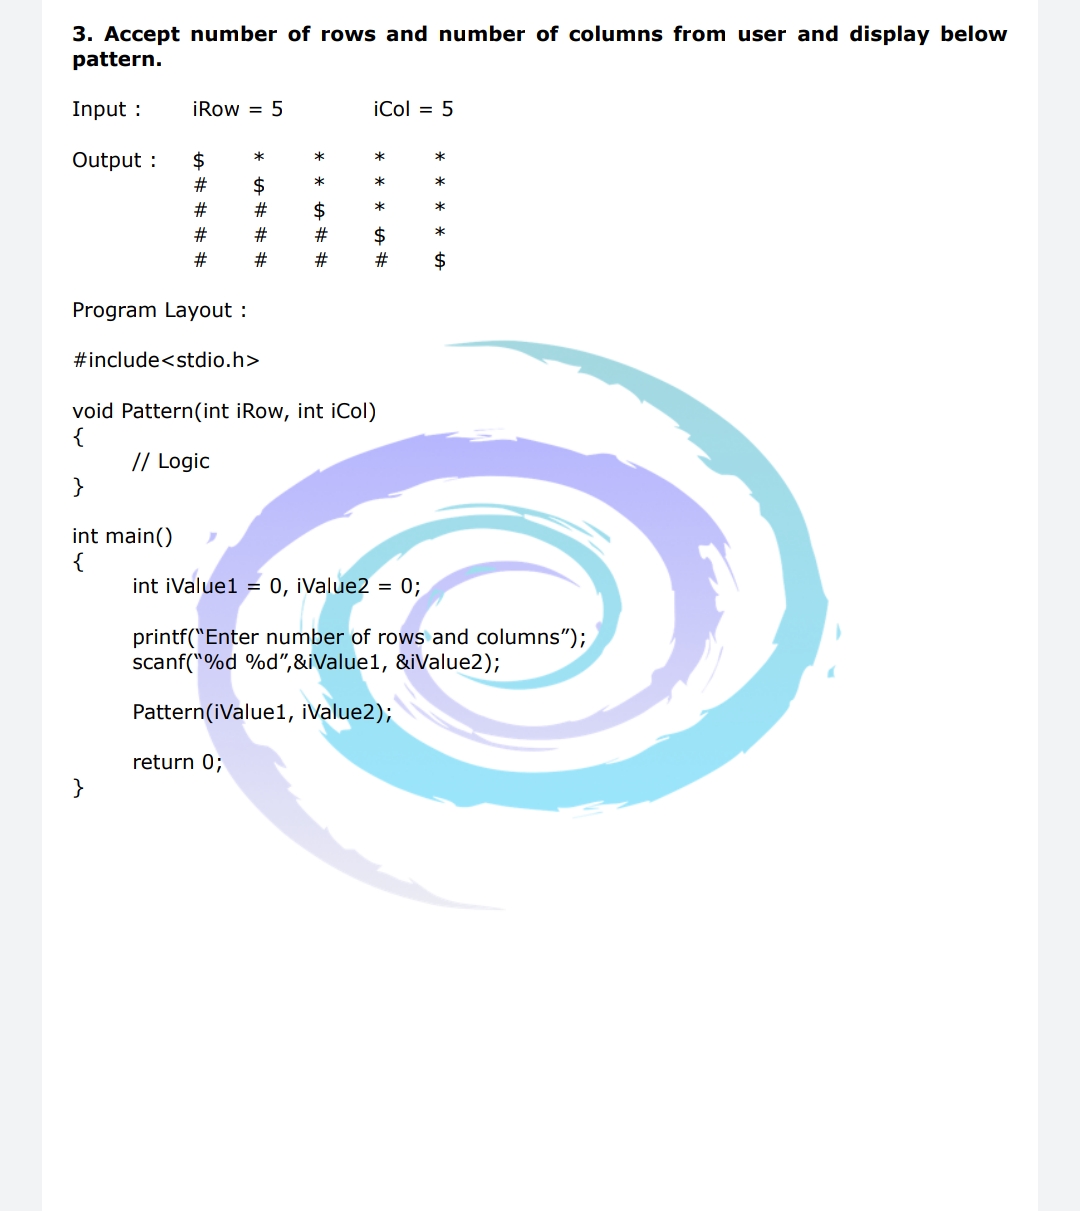 3. Accept number of rows and number of columns from user and display below
pattern.
Input : iRow = 5 iCol = 5
Output : $ * * * *
# $ * * *
# # $ * *
# # # $ *
# # # # $
Program Layout :
#include<stdio.h>
void Pattern(int iRow, int iCol)
{
// Logic
}
int main()
{
int iValue1 = 0, iValue2 = 0;
printf(“Enter number of rows and columns”);
scanf(“%d %d”,&iValue1, &iValue2);
Pattern(iValue1, iValue2);
return 0;
}